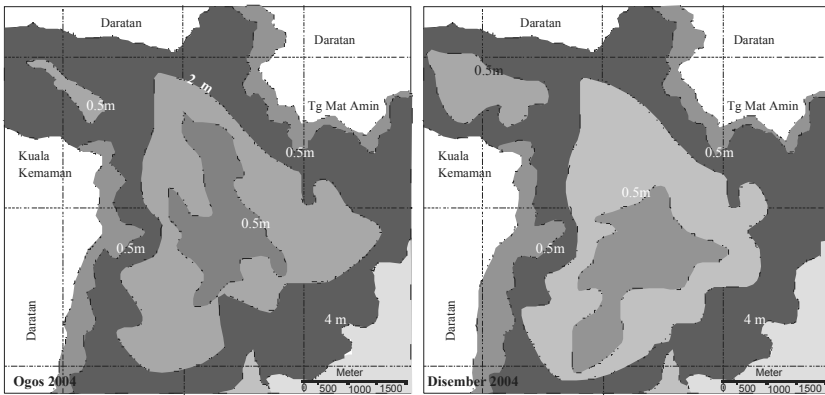 Daratan
Daratan
2 m
0.5m
Tg Mat Amin
0.5m
Kuala
Kemaman
0.5m
0.5m
Daratan
4 m
Ogos 2004
Meter
0 500 1000 1500
Daratan
Daratan
0.5m
Tg Mat Amin
0.5m
Kuala
Kemaman
0.5m
0.5m
Daratan
4 m
Disember 2004
Meter
0 500 1000 1500